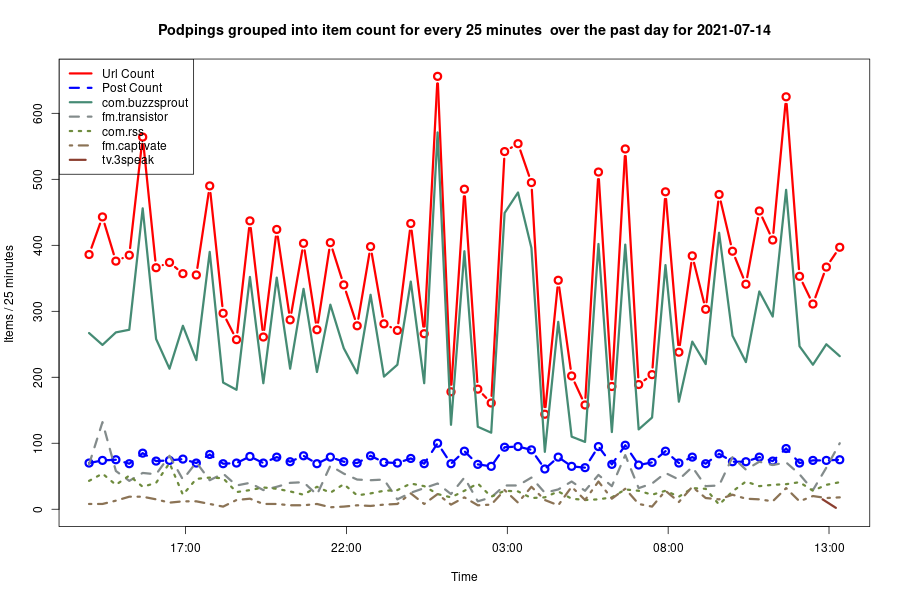 Podpings grouped into item count for every 25 minutes  over the past day for 2021-07-14
Url Count
Post Count
com.buzzsprout
fm.transistor
com.rss
fm.captivate
tv.3speak
Items / 25 minutes
600
500
400
300
200
100
0
17:00
22:00
03:00
08:00
13:00
Time